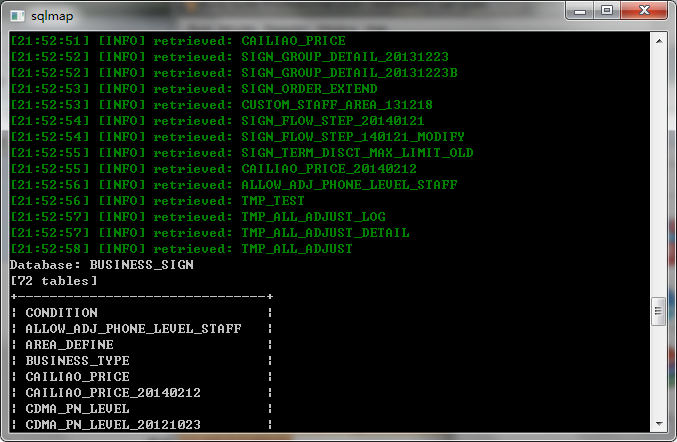 sqlmap
[21:52:51] [INFO] retrieved: CAILIAO_PRICE
[21:52:52] [INFO] retrieved: SIGN_GROUP_DETAIL_20131223
[21:52:52] [INFO] retrieved: SIGN_GROUP_DETAIL_20131223B
[21:52:53] [INFO] retrieved: SIGN_ORDER_EXTEND
[21:52:53] [INFO] retrieved: CUSTOM_STAFF_AREA_131218
[21:52:54] [INFO] retrieved: SIGN_FLOW_STEP_20140121
[21:52:54] [INFO] retrieved: SIGN_FLOW_STEP_140121_MODIFY
[21:52:55] [INFO] retrieved: SIGN_TERM_DISCT_MAX_LIMIT_OLD
[21:52:55] [INFO] retrieved: CAILIAO_PRICE_20140212
[21:52:56] [INFO] retrieved: ALLOW_ADJ_PHONE_LEVEL_STAFF
[21:52:56] [INFO] retrieved: TMP_TEST
[21:52:57] [INFO] retrieved: TMP_ALL_ADJUST_LOG
[21:52:57] [INFO] retrieved: TMP_ALL_ADJUST_DETAIL
[21:52:58] [INFO] retrieved: TMP_ALL_ADJUST
Database: BUSINESS_SIGN
[72 tables]
+--------------------------------+
¦ CONDITION ¦
¦ ALLOW_ADJ_PHONE_LEVEL_STAFF ¦
¦ AREA_DEFINE ¦
¦ BUSINESS_TYPE ¦
¦ CAILIAO_PRICE ¦
¦ CAILIAO_PRICE_20140212 ¦
¦ CDMA_PN_LEVEL ¦
¦ CDMA_PN_LEVEL_20121023 ¦